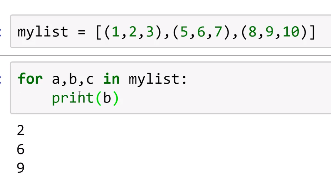 mylist = [(1,2,3),(5,6,7),(8,9,10)]
for a,b,c in mylist:
    print(b)
2
6
9